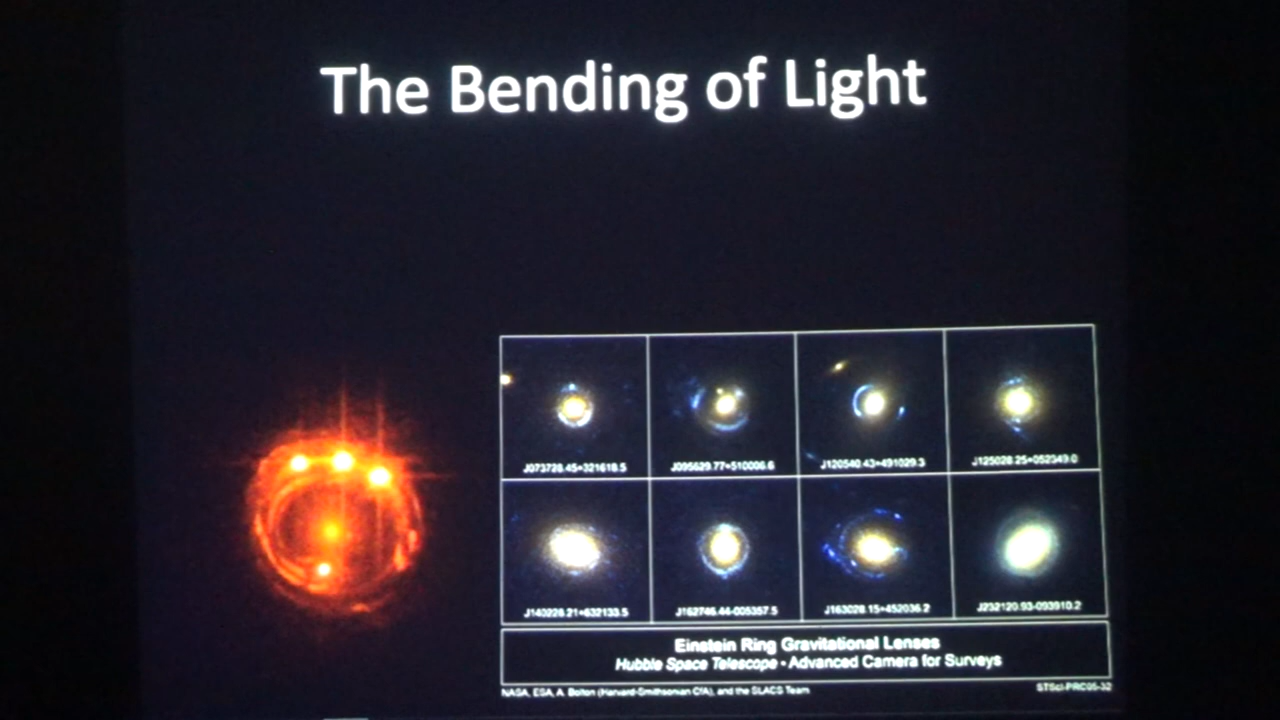 The Bending of Light
J073728.45+321618.5
J095629.77+510006.6
J120540.43+491029.3
J125028.25+052349.0
J140228.21+632133.5
J162746.44-005357.5
J163028.15+452036.2
J232120.93-093910.2
Einstein Ring Gravitational Lenses
Hubble Space Telescope • Advanced Camera for Surveys
NASA, ESA, A. Bolton (Harvard-Smithsonian CfA), and the SLACS Team
STScI-PRC05-32